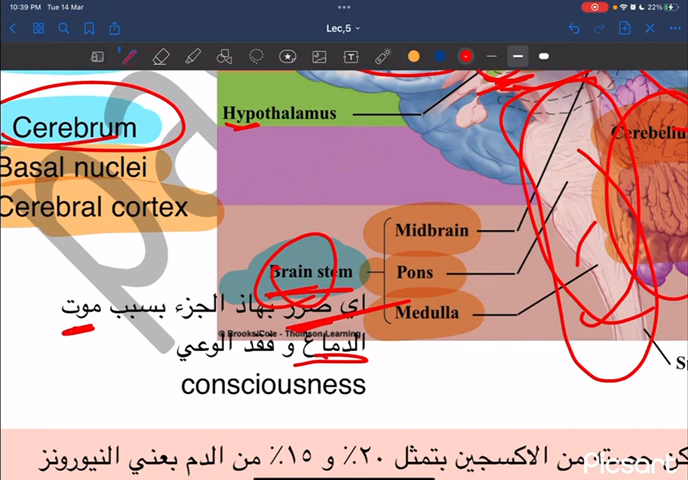 10:39 PM Tue 14 Mar
22%
Lec,5
Hypothalamus
Cerebrum
Cerebellu
Basal nuclei
Cerebral cortex
Midbrain
Brain stem
Pons
Medulla
اي ضرر بهاذ الجزء بسبب موت
© Brooks/Cole - Thomson Learning
الدماغ و فقد الوعي
consciousness
من الاكسجين بتمثل ٢٠٪ و ١٥٪ من الدم بعني النيورونز
Picsart